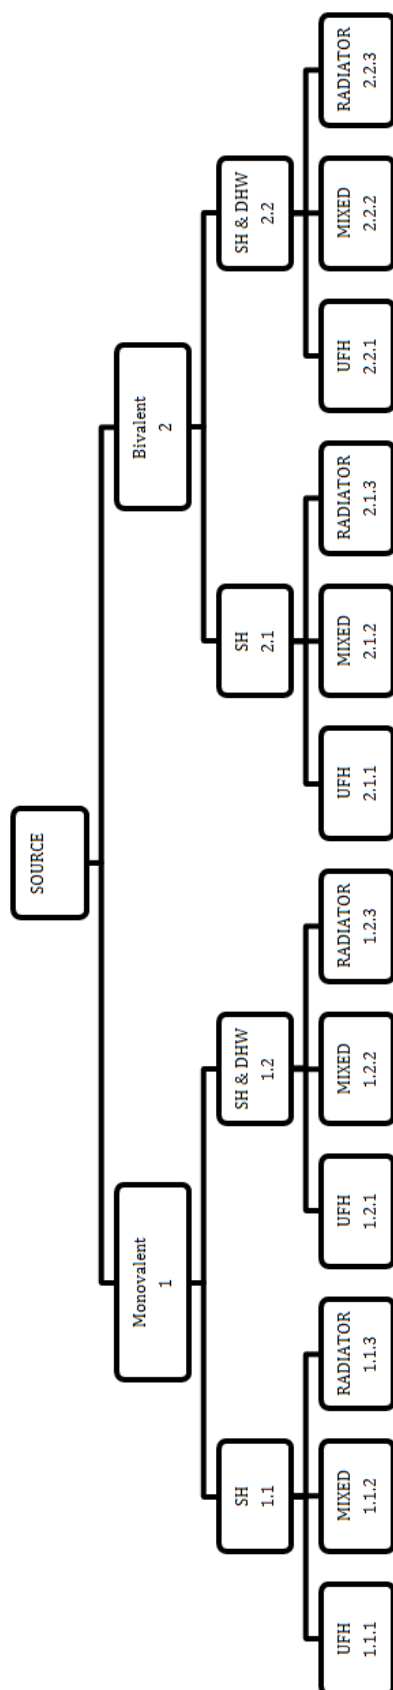 SOURCE
Monovalent
1
Bivalent
2
SH
1.1
SH & DHW
1.2
SH
2.1
SH & DHW
2.2
UFH
1.1.1
MIXED
1.1.2
RADIATOR
1.1.3
UFH
1.2.1
MIXED
1.2.2
RADIATOR
1.2.3
UFH
2.1.1
MIXED
2.1.2
RADIATOR
2.1.3
UFH
2.2.1
MIXED
2.2.2
RADIATOR
2.2.3